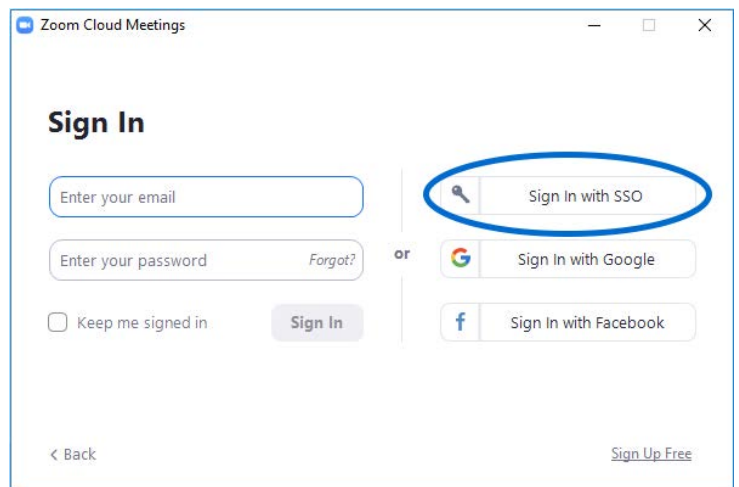 Zoom Cloud Meetings
Sign In
Enter your email
Enter your password
Forgot?
Keep me signed in
Sign In
or
Sign In with SSO
Sign In with Google
Sign In with Facebook
< Back
Sign Up Free